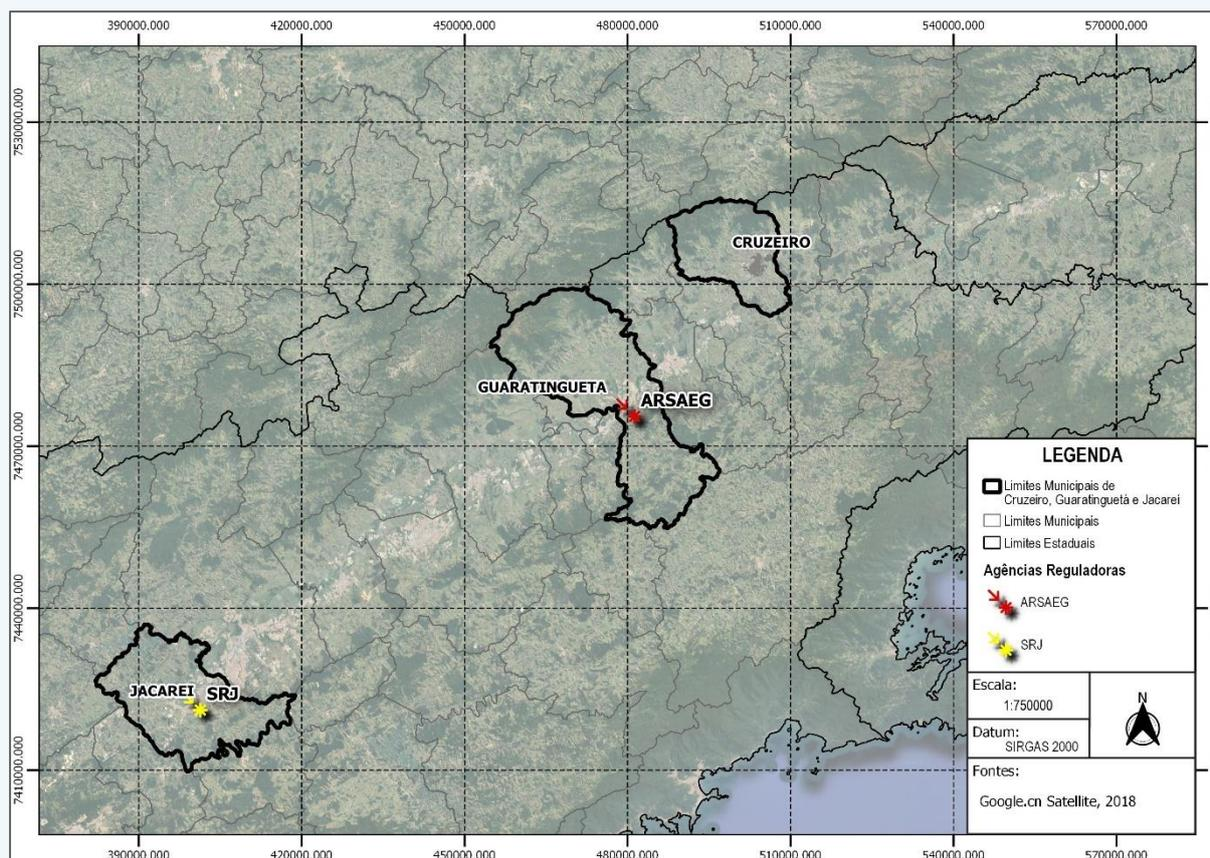 390000.000 420000.000 450000.000 480000.000 510000.000 540000.000 570000.000
7530000.000
7500000.000
7470000.000
7440000.000
7410000.000
CRUZEIRO
GUARATINGUETA
ARSAEG
JACAREI
SRJ
LEGENDA
Limites Municipais de
Cruzeiro, Guaratinguetá e Jacarei
Limites Municipais
Limites Estaduais
Agências Reguladoras
ARSAEG
SRJ
Escala:
1:750000
Datum:
SIRGAS 2000
N
Fontes:
Google.cn Satellite, 2018
390000.000 420000.000 450000.000 480000.000 510000.000 540000.000 570000.000